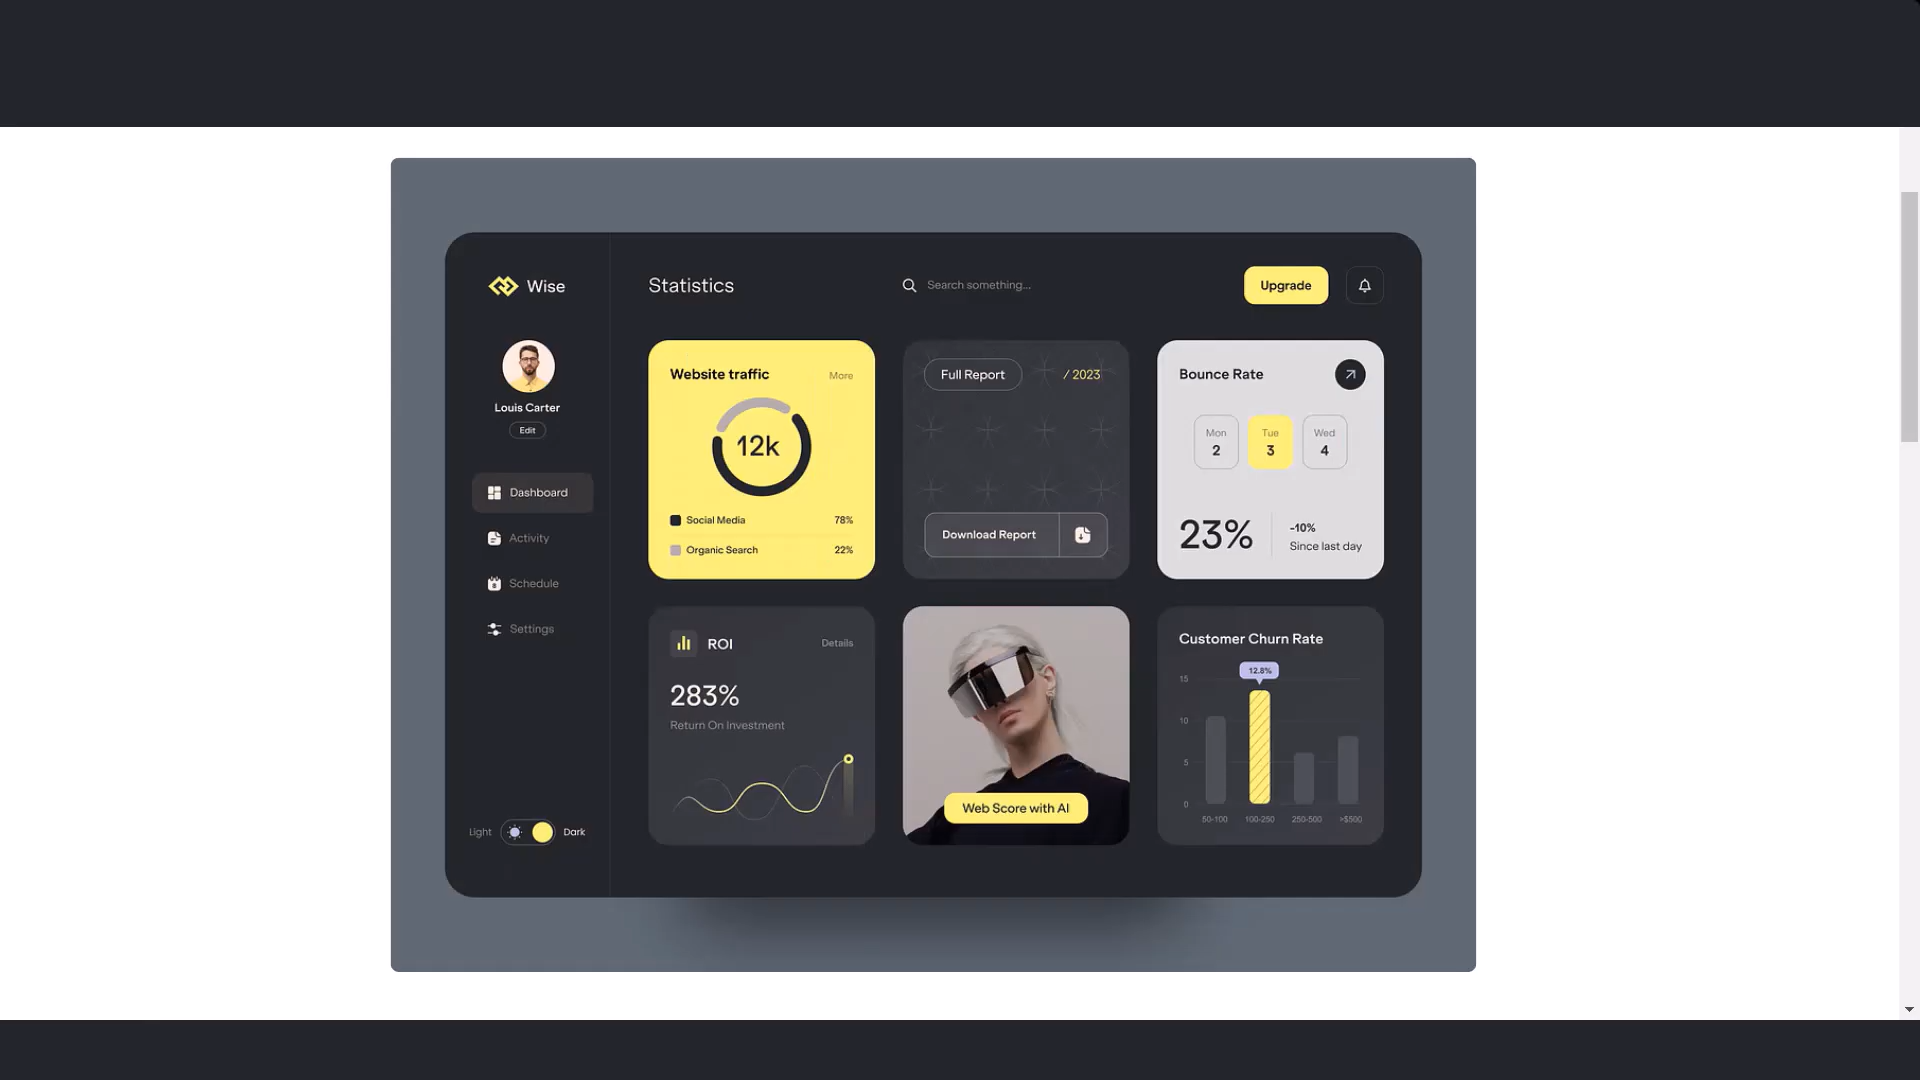 Wise
Louis Carter
Edit
Dashboard
Activity
Schedule
Settings
Light
Dark
Statistics
Search something...
Upgrade
Website traffic
More
12k
Social Media 78%
Organic Search 22%
Full Report
/ 2023
Download Report
Bounce Rate
Mon Tue Wed
2 3 4
23%
-10%
Since last day
ROI
Details
283%
Return On Investment
Web Score with AI
Customer Churn Rate
12.8%
15
10
5
0
50-100 100-250 250-500 >$500